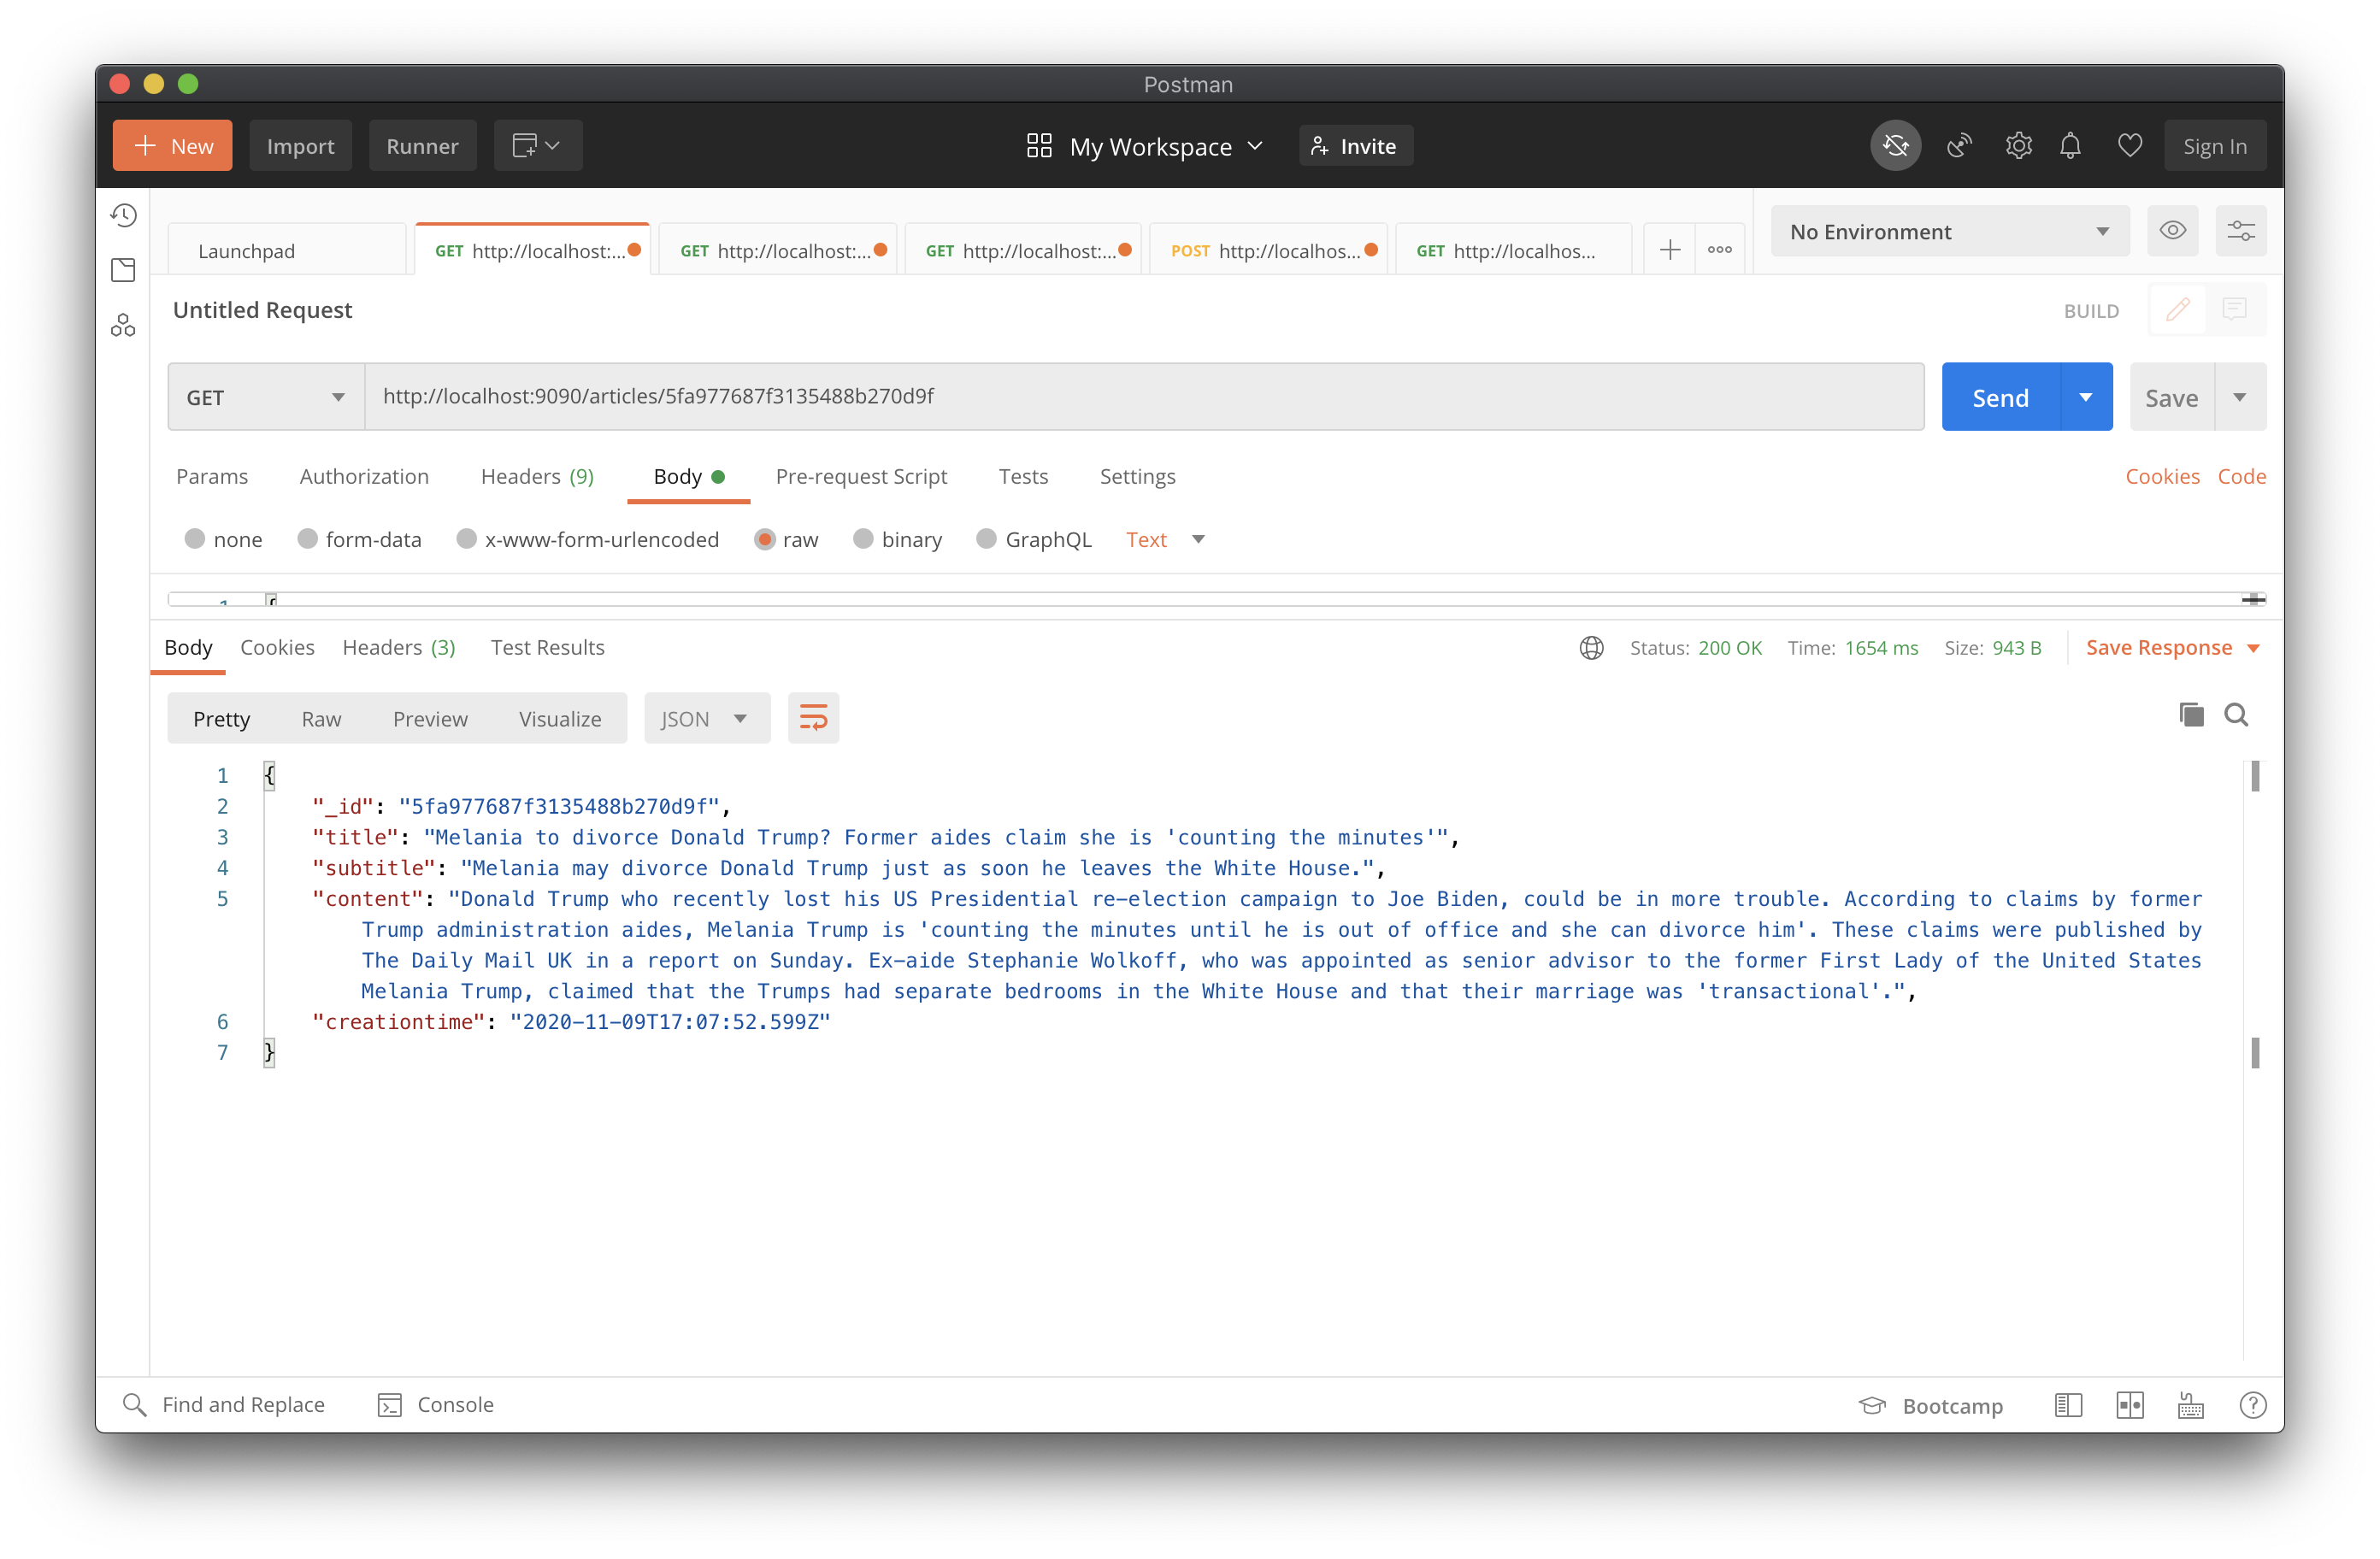 Postman
New
Import
Runner
My Workspace
Invite
Sign In
Launchpad
GET http://localhost:...
GET http://localhost:...
GET http://localhost:...
POST http://localhos...
GET http://localhos...
No Environment
Untitled Request
BUILD
GET
http://localhost:9090/articles/5fa977687f3135488b270d9f
Send
Save
Params
Authorization
Headers (9)
Body
Pre-request Script
Tests
Settings
Cookies
Code
none
form-data
x-www-form-urlencoded
raw
binary
GraphQL
Text
1 {
Body
Cookies
Headers (3)
Test Results
Status: 200 OK
Time: 1654 ms
Size: 943 B
Save Response
Pretty
Raw
Preview
Visualize
JSON
1 {
2 "_id": "5fa977687f3135488b270d9f",
3 "title": "Melania to divorce Donald Trump? Former aides claim she is 'counting the minutes'",
4 "subtitle": "Melania may divorce Donald Trump just as soon he leaves the White House.",
5 "content": "Donald Trump who recently lost his US Presidential re-election campaign to Joe Biden, could be in more trouble. According to claims by former
Trump administration aides, Melania Trump is 'counting the minutes until he is out of office and she can divorce him'. These claims were published by
The Daily Mail UK in a report on Sunday. Ex-aide Stephanie Wolkoff, who was appointed as senior advisor to the former First Lady of the United States
Melania Trump, claimed that the Trumps had separate bedrooms in the White House and that their marriage was 'transactional'.",
6 "creationtime": "2020-11-09T17:07:52.599Z"
7 }
Find and Replace
Console
Bootcamp